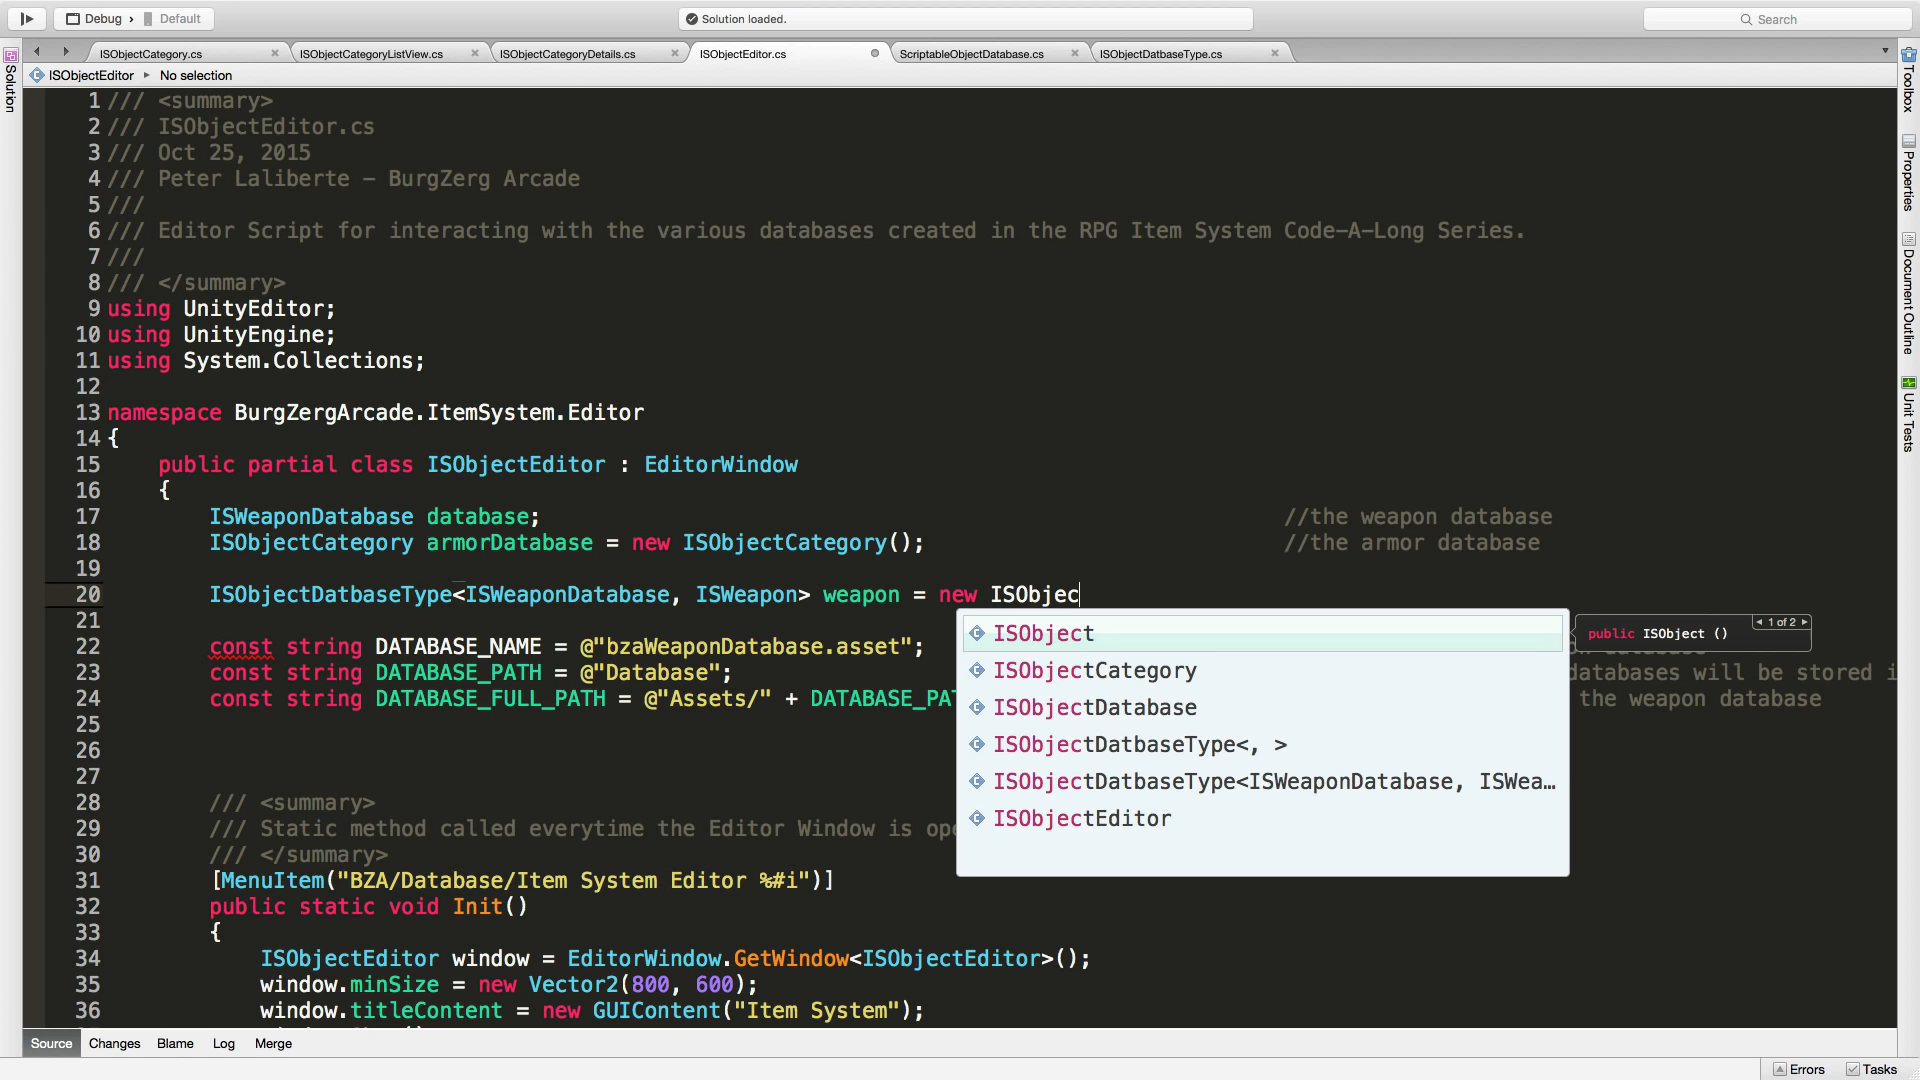 Debug › Default
Solution loaded.
Search
ISObjectCategory.cs
ISObjectCategoryListView.cs
ISObjectCategoryDetails.cs
ISObjectEditor.cs
ScriptableObjectDatabase.cs
ISObjectDatbaseType.cs
ISObjectEditor ▸ No selection
Solution
Toolbox
Properties
Document Outline
Unit Tests
1 /// <summary>
2 /// ISObjectEditor.cs
3 /// Oct 25, 2015
4 /// Peter Laliberte - BurgZerg Arcade
5 ///
6 /// Editor Script for interacting with the various databases created in the RPG Item System Code-A-Long Series.
7 ///
8 /// </summary>
9 using UnityEditor;
10 using UnityEngine;
11 using System.Collections;
12
13 namespace BurgZergArcade.ItemSystem.Editor
14 {
15 public partial class ISObjectEditor : EditorWindow
16 {
17 ISWeaponDatabase database; //the weapon database
18 ISObjectCategory armorDatabase = new ISObjectCategory(); //the armor database
19
20 ISObjectDatbaseType<ISWeaponDatabase, ISWeapon> weapon = new ISObjec
21
22 const string DATABASE_NAME = @"bzaWeaponDatabase.asset";
23 const string DATABASE_PATH = @"Database"; databases will be stored i
24 const string DATABASE_FULL_PATH = @"Assets/" + DATABASE_PA the weapon database
25
26
27
28 /// <summary>
29 /// Static method called everytime the Editor Window is op
30 /// </summary>
31 [MenuItem("BZA/Database/Item System Editor %#i")]
32 public static void Init()
33 {
34 ISObjectEditor window = EditorWindow.GetWindow<ISObjectEditor>();
35 window.minSize = new Vector2(800, 600);
36 window.titleContent = new GUIContent("Item System");
ISObject
ISObjectCategory
ISObjectDatabase
ISObjectDatbaseType<, >
ISObjectDatbaseType<ISWeaponDatabase, ISWea…
ISObjectEditor
1 of 2
public ISObject ()
Source Changes Blame Log Merge
Errors Tasks